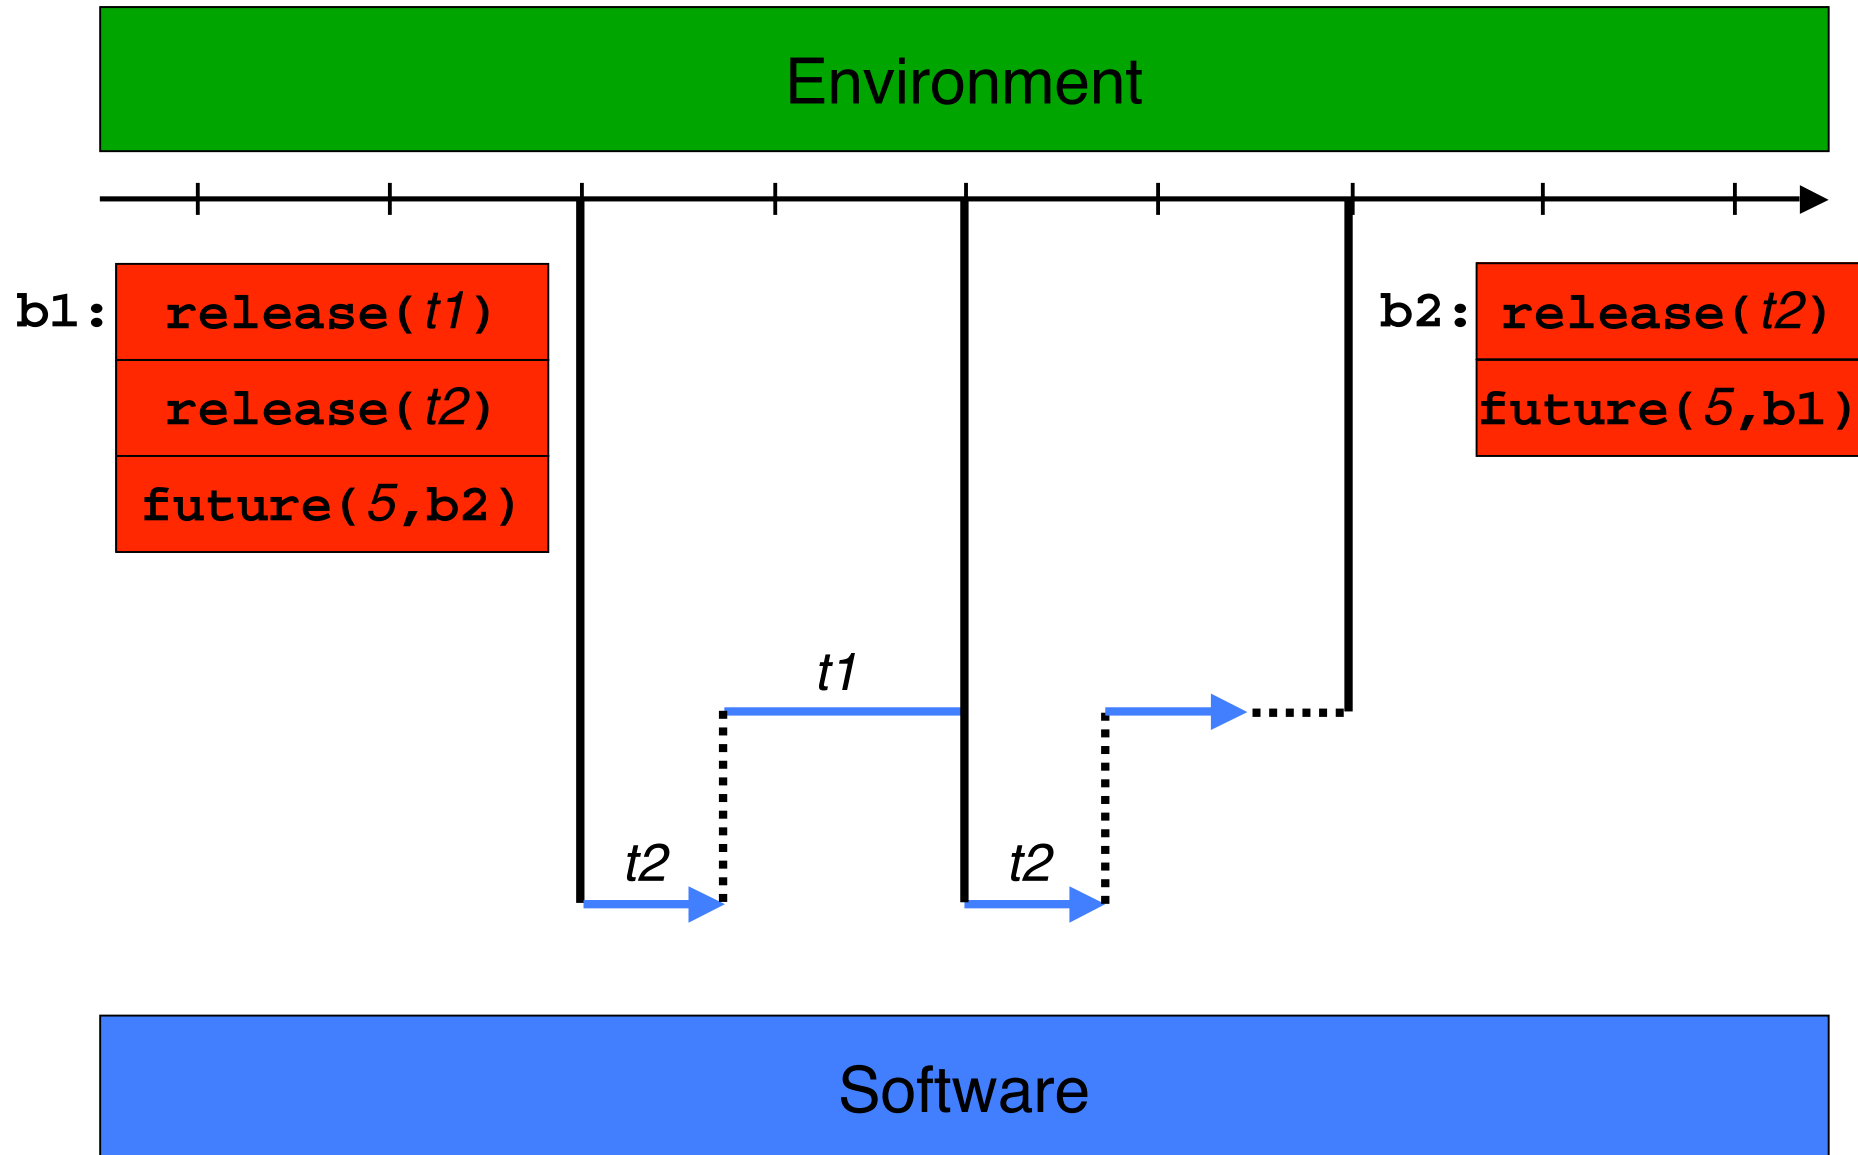 Environment
b1: release(t1)
release(t2)
future(5,b2)
b2: release(t2)
future(5,b1)
t1
t2
t2
Software